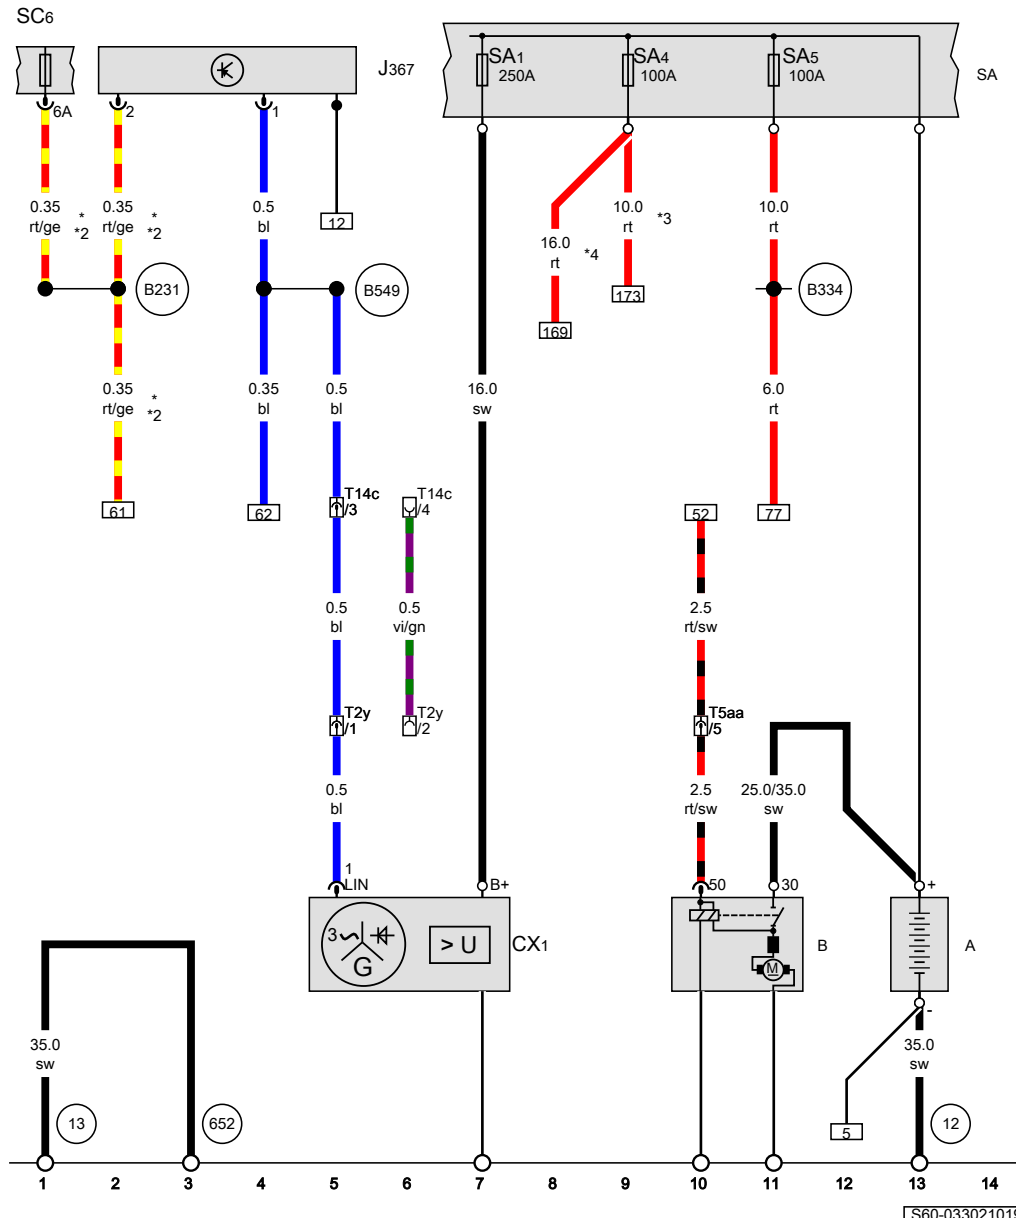 SC6
J367
SA1
250A
SA4
100A
SA5
100A
SA
6A
2
1
0.35
rt/ge
*
*2
0.35
rt/ge
*
*2
0.5
bl
12
16.0
rt
*4
10.0
rt
*3
10.0
rt
B231
B549
173
B334
169
0.35
rt/ge
*
*2
0.35
bl
0.5
bl
16.0
sw
6.0
rt
61
62
T14c
/3
T14c
/4
52
77
0.5
bl
0.5
vi/gn
2.5
rt/sw
T2y
/1
T2y
/2
T5aa
/5
0.5
bl
2.5
rt/sw
25.0/35.0
sw
1
LIN
B+
50
30
+
3
G
> U
CX1
M
B
A
-
35.0
sw
35.0
sw
13
652
5
12
1 2 3 4 5 6 7 8 9 10 11 12 13 14
S60-033021019